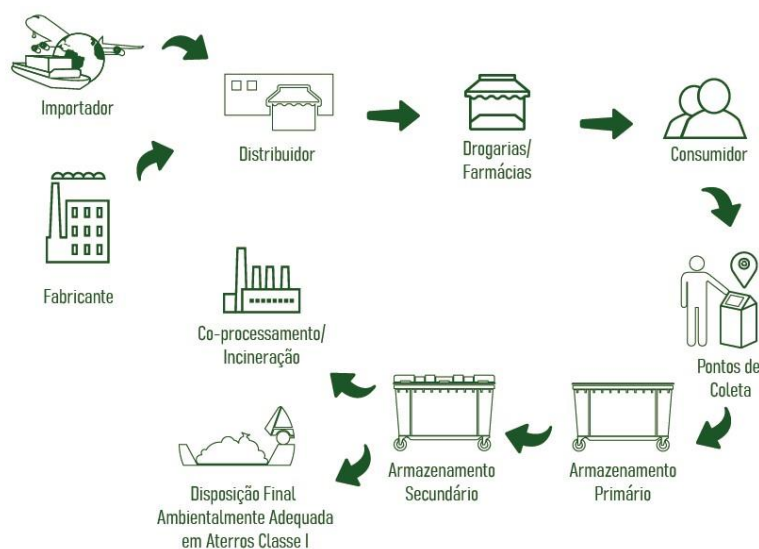 Importador
Distribuidor
Drogarias/
Farmácias
Consumidor
Fabricante
Pontos de
Coleta
Co-processamento/
Incineração
Armazenamento
Primário
Armazenamento
Secundário
Disposição Final
Ambientalmente Adequada
em Aterros Classe I